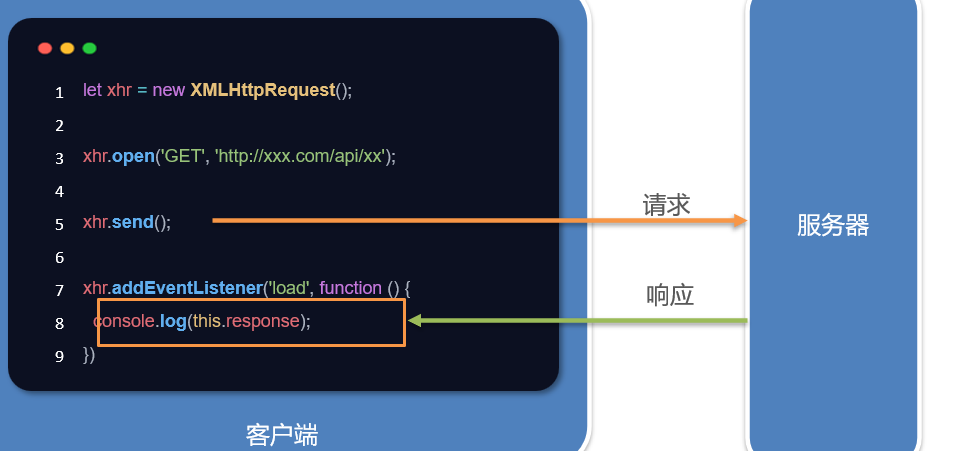 1 let xhr = new XMLHttpRequest();
2
3 xhr.open('GET', 'http://xxx.com/api/xx');
4
5 xhr.send();
6
7 xhr.addEventListener('load', function () {
8 console.log(this.response);
9 })
请求
响应
服务器
客户端